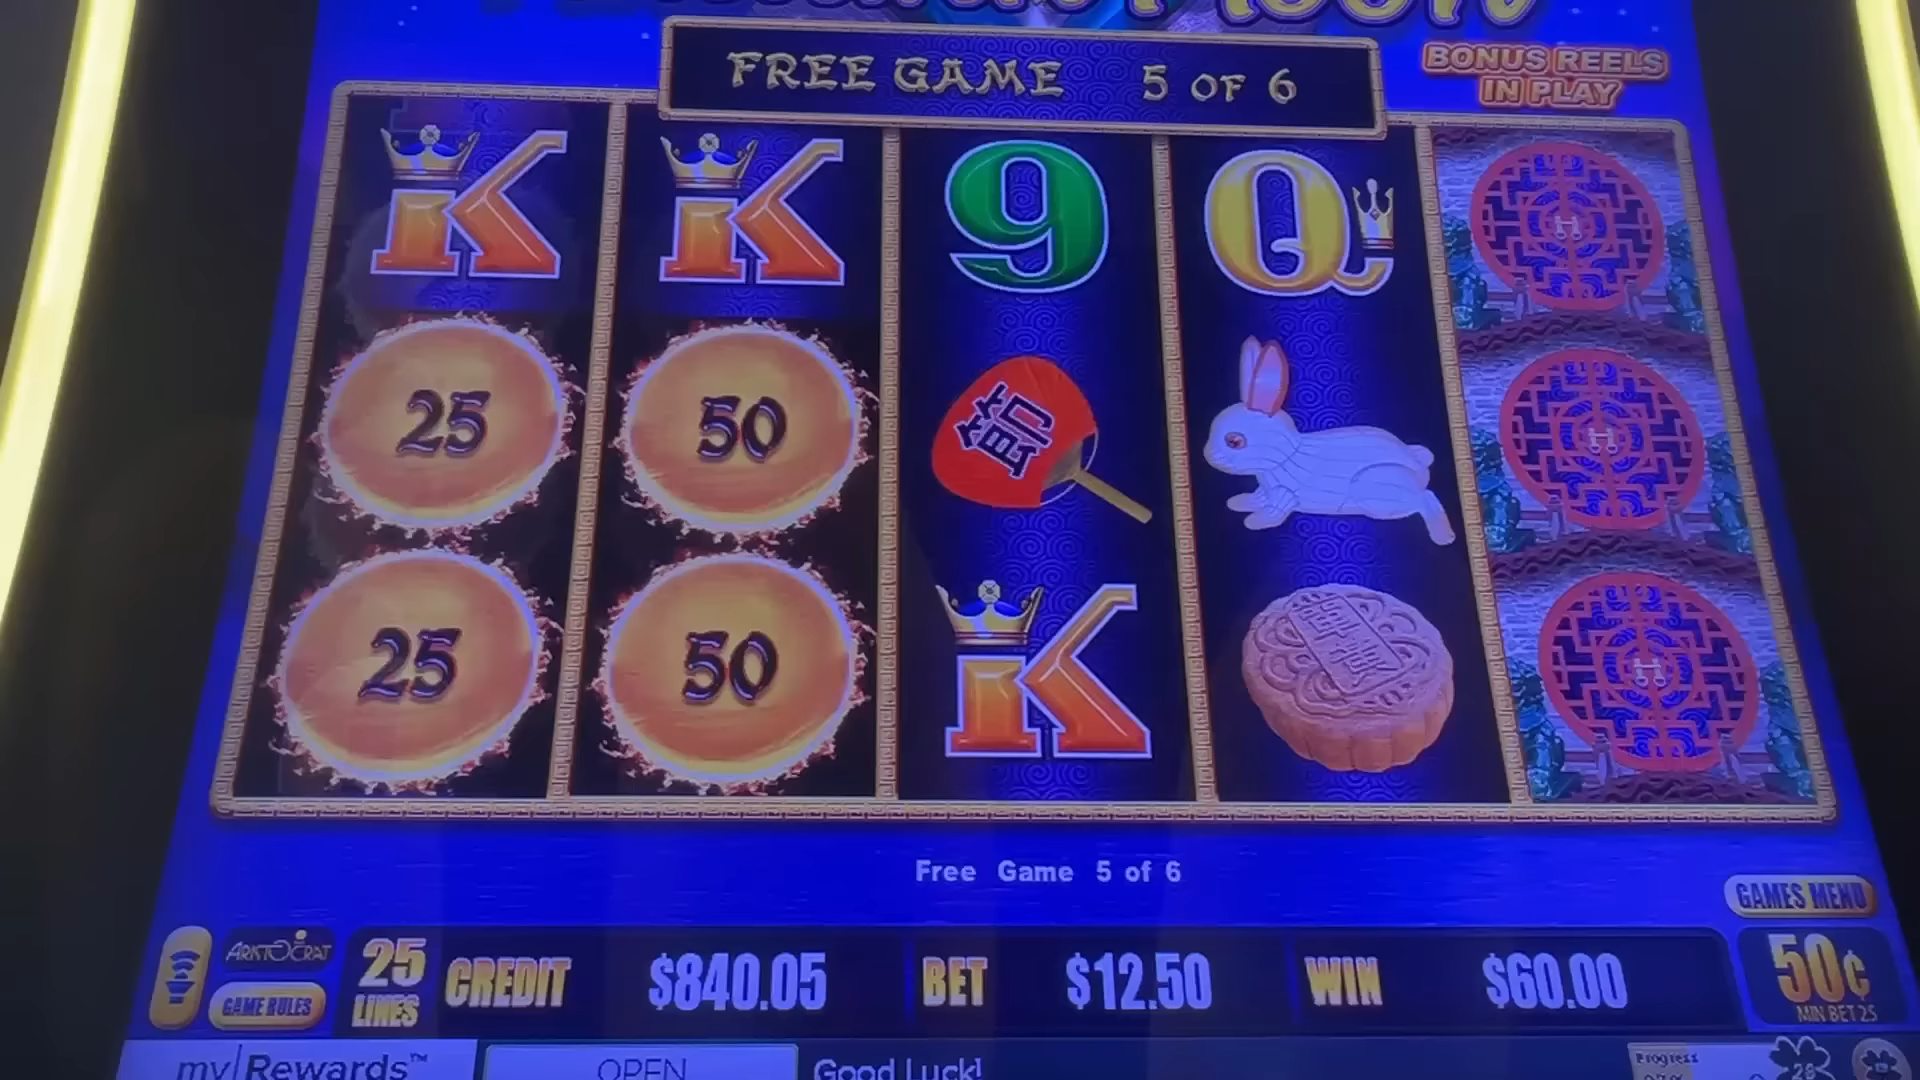 FREE GAME 5 OF 6
BONUS REELS
IN PLAY
K K 9 Q
25 50
25 50 K
Free Game 5 of 6
GAMES MENU
ARISTOCRAT
GAME RULES
25
LINES
CREDIT $840.05 BET $12.50 WIN $60.00
50¢
MIN BET 25
my|Rewards™
OPEN
Good Luck!
Progress